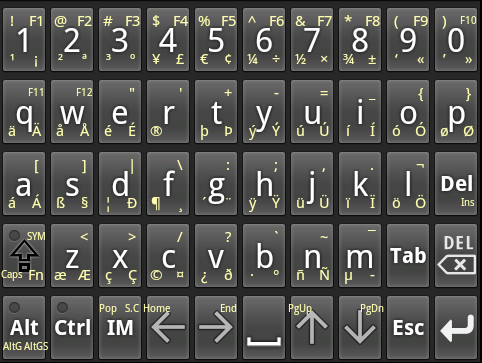 ! F1 @ F2 # F3 $ F4 % F5 ^ F6 & F7 * F8 ( F9 ) F10
1 2 3 4 5 6 7 8 9 0
¹ ¡ ² ª ³ ¥ £ € ¢ ¼ ÷ ½ × ¾ ± ‘ « ’ »
F11 F12 " ' + - = _ { }
q w e r t y u i o p
ä Ä å Å é É ® þ Þ ý Ý ú Ú í Í ó Ó ø Ø
[ ] | \ : ; , . ¬
a s d f g h j k l Del
á Á ß § ¦ Ð ¶ ¸ ´ ¨ ÿ Ÿ ü Ü ï Ï ö Ö Ins
SYM < > / ? ` ~ ¯ DEL
z x c v b n m Tab
Caps Fn æ Æ ç Ç © ¤ ¿ ð · ° ñ Ñ µ -
Pop S.C Home End PgUp PgDn
Alt Ctrl IM Esc
AltG AltGS